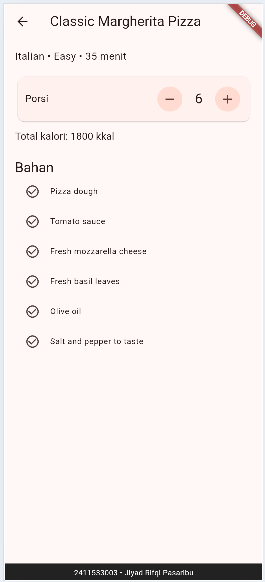 Classic Margherita Pizza
DEBUG
Italian • Easy • 35 menit
Porsi
6
Total kalori: 1800 kkal
Bahan
Pizza dough
Tomato sauce
Fresh mozzarella cheese
Fresh basil leaves
Olive oil
Salt and pepper to taste
2411533003 • Jiyad Rifqi Pasaribu